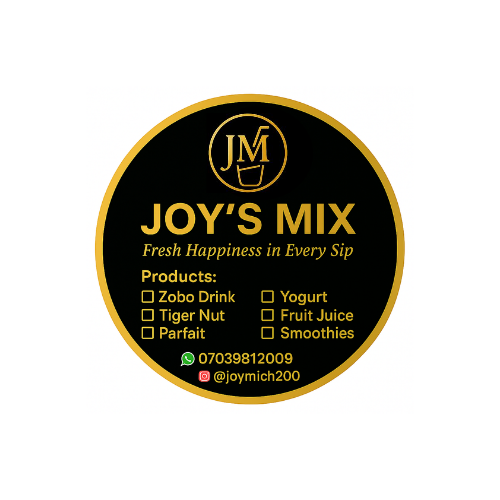 JM
JOY'S MIX
Fresh Happiness in Every Sip
Products:
Zobo Drink
Tiger Nut
Parfait
Yogurt
Fruit Juice
Smoothies
07039812009
@joymich200